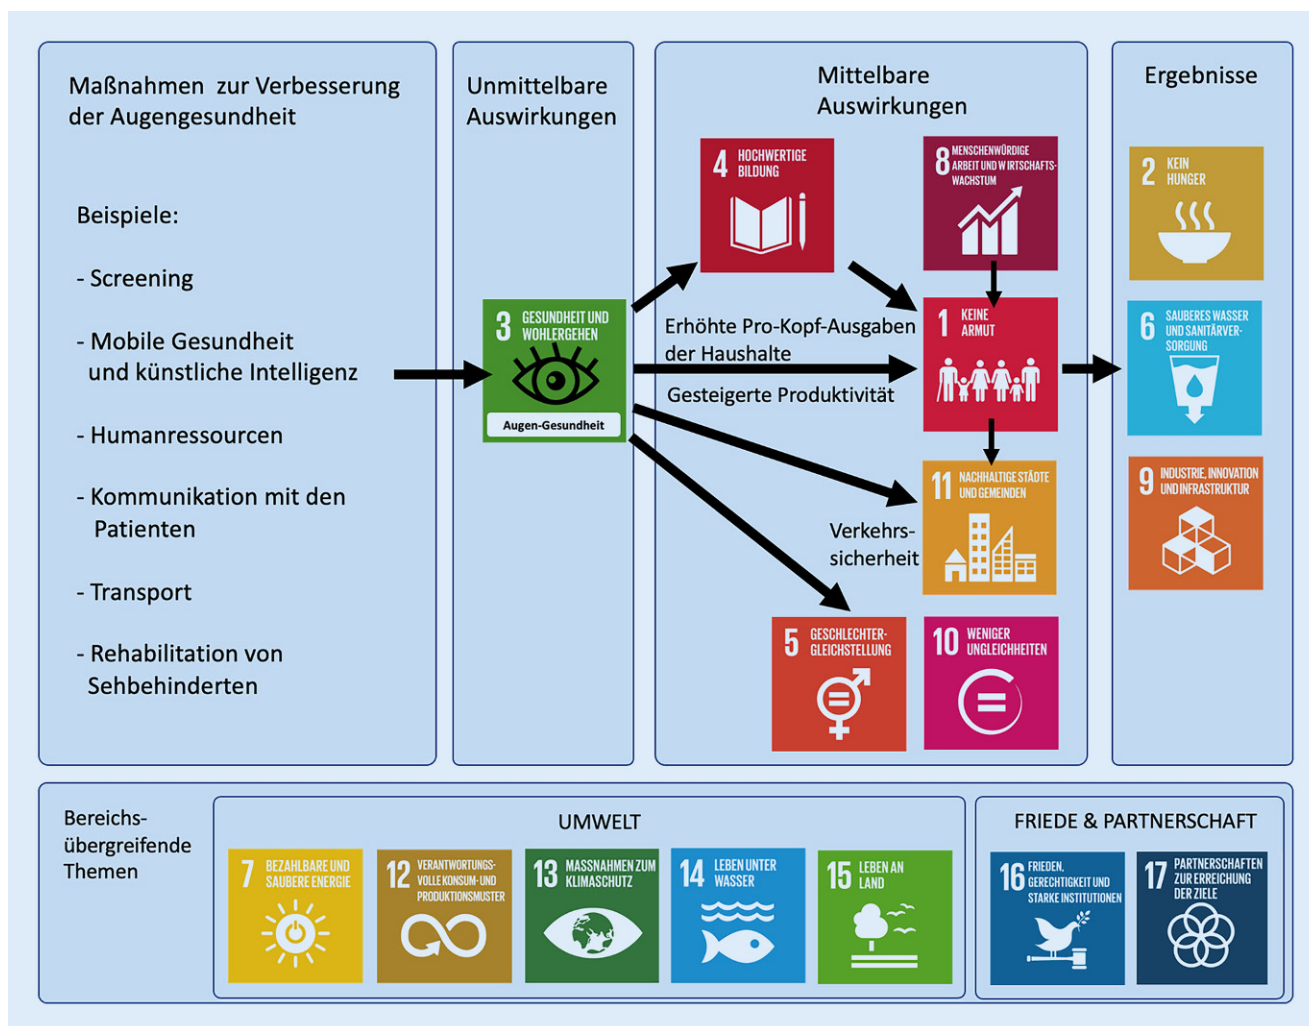 Maßnahmen zur Verbesserung
der Augengesundheit
Beispiele:
- Screening
- Mobile Gesundheit
und künstliche Intelligenz
- Humanressourcen
- Kommunikation mit den
Patienten
- Transport
- Rehabilitation von
Sehbehinderten
Unmittelbare
Auswirkungen
3 GESUNDHEIT UND
WOHLERGEHEN
Augen-Gesundheit
Mittelbare
Auswirkungen
4 HOCHWERTIGE
BILDUNG
8 MENSCHENWÜRDIGE
ARBEIT UND WIRTSCHAFTS-
WACHSTUM
Erhöhte Pro-Kopf-Ausgaben
der Haushalte
Gesteigerte Produktivität
1 KEINE
ARMUT
11 NACHHALTIGE STÄDTE
UND GEMEINDEN
Verkehrs-
sicherheit
5 GESCHLECHTER-
GLEICHSTELLUNG
10 WENIGER
UNGLEICHHEITEN
Ergebnisse
2 KEIN
HUNGER
6 SAUBERES WASSER
UND SANITÄRVER-
SORGUNG
9 INDUSTRIE, INNOVATION
UND INFRASTRUKTUR
Bereichs-
übergreifende
Themen
UMWELT
7 BEZAHLBARE UND
SAUBERE ENERGIE
12 VERANTWORTUNGS-
VOLLE KONSUM- UND
PRODUKTIONSMUSTER
13 MASSNAHMEN ZUM
KLIMASCHUTZ
14 LEBEN UNTER
WASSER
15 LEBEN AN
LAND
FRIEDE & PARTNERSCHAFT
16 FRIEDEN,
GERECHTIGKEIT UND
STARKE INSTITUTIONEN
17 PARTNERSCHAFTEN
ZUR ERREICHUNG
DER ZIELE